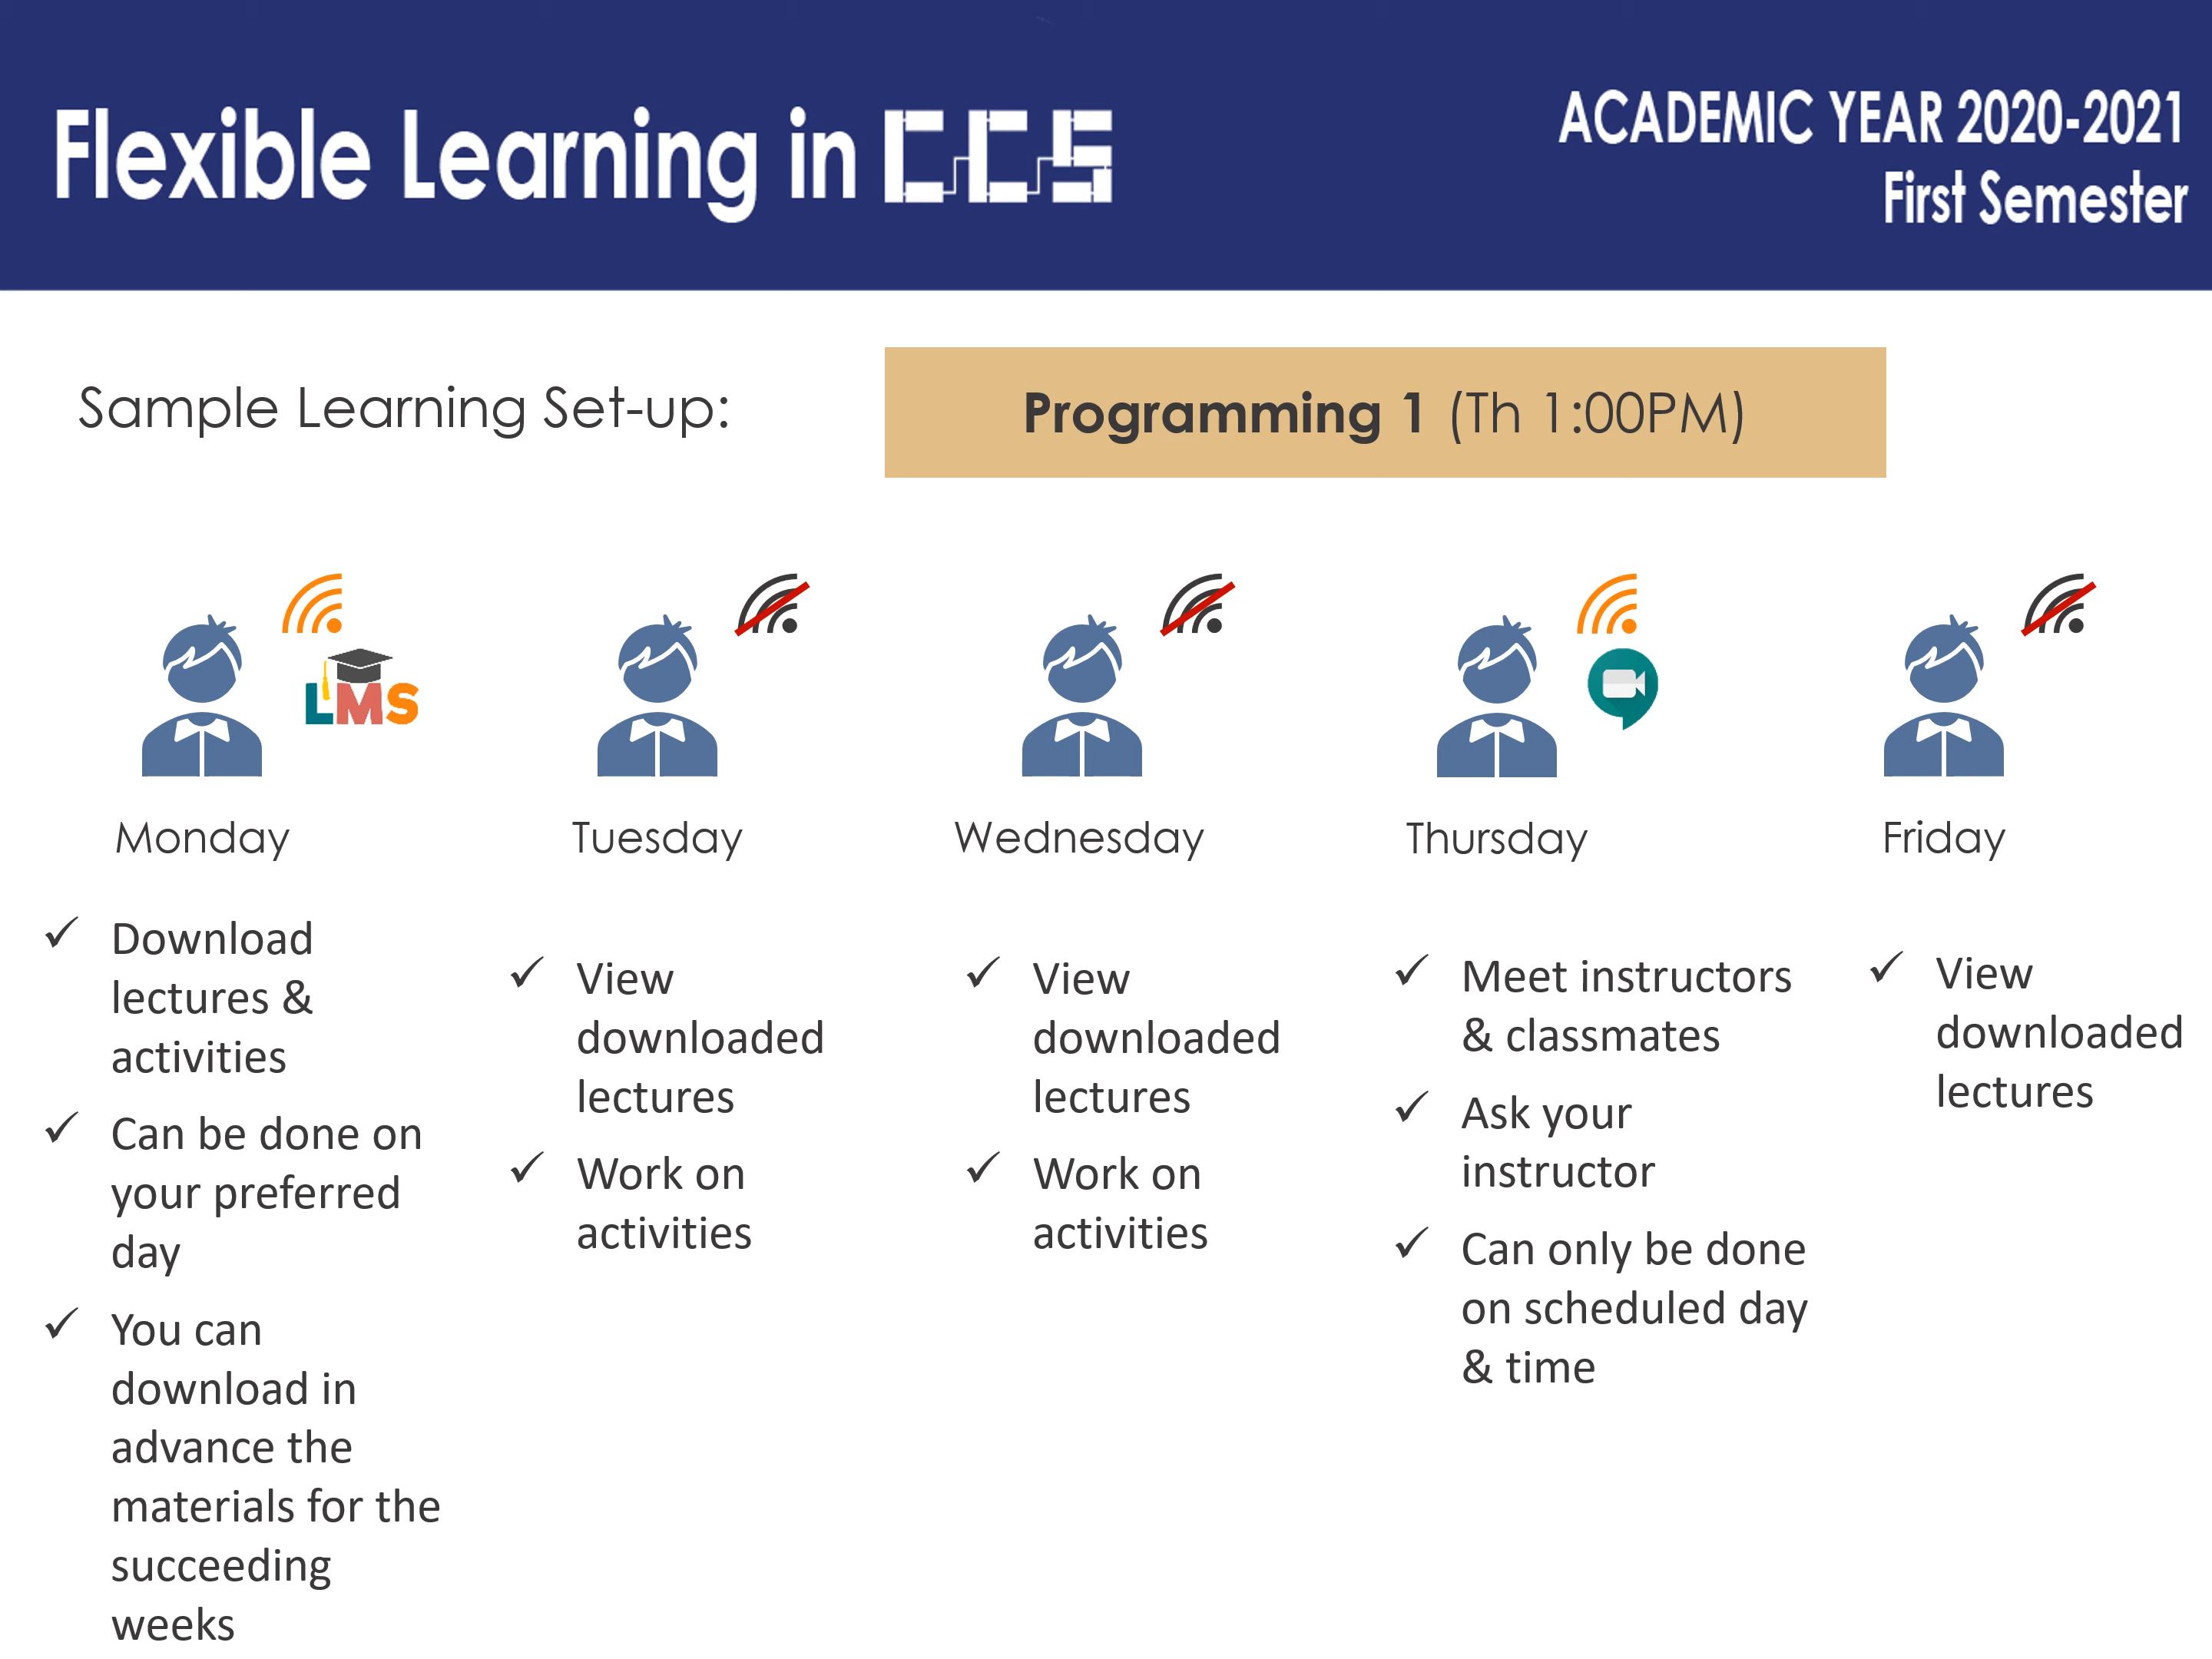 Flexible Learning in CCS
ACADEMIC YEAR 2020-2021
First Semester
Sample Learning Set-up:
Programming 1 (Th 1:00PM)
LMS
Monday
Download
lectures &
activities
Can be done on
your preferred
day
You can
download in
advance the
materials for the
succeeding
weeks
Tuesday
View
downloaded
lectures
Work on
activities
Wednesday
View
downloaded
lectures
Work on
activities
Thursday
Meet instructors
& classmates
Ask your
instructor
Can only be done
on scheduled day
& time
Friday
View
downloaded
lectures